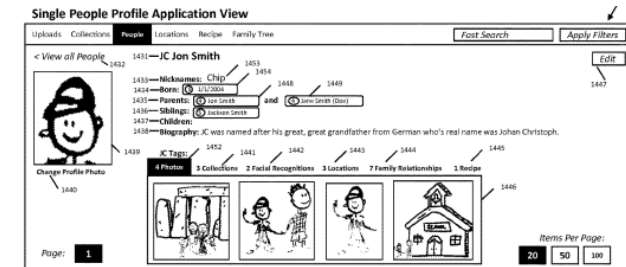 Single People Profile Application View
Uploads Collections People Locations Recipe Family Tree Fast Search Apply Filters
< View all People 1432 1431 JC Jon Smith Edit
1447
1433 Nicknames: Chip 1453
1434 Born: 1/1/2004 1454
1435 Parents: Jon Smith and Jane Smith (Doe) 1448 1449
1436 Siblings: Jackson Smith
1437 Children:
1438 Biography: JC was named after his great, great grandfather from German who's real name was Johan Christoph.
1439
JC Tags: 1452 1441 1442 1443 1444 1445
4 Photos 3 Collections 2 Facial Recognitions 3 Locations 7 Family Relationships 1 Recipe
Change Profile Photo
1440
1446
Page: 1
Items Per Page:
20 50 100